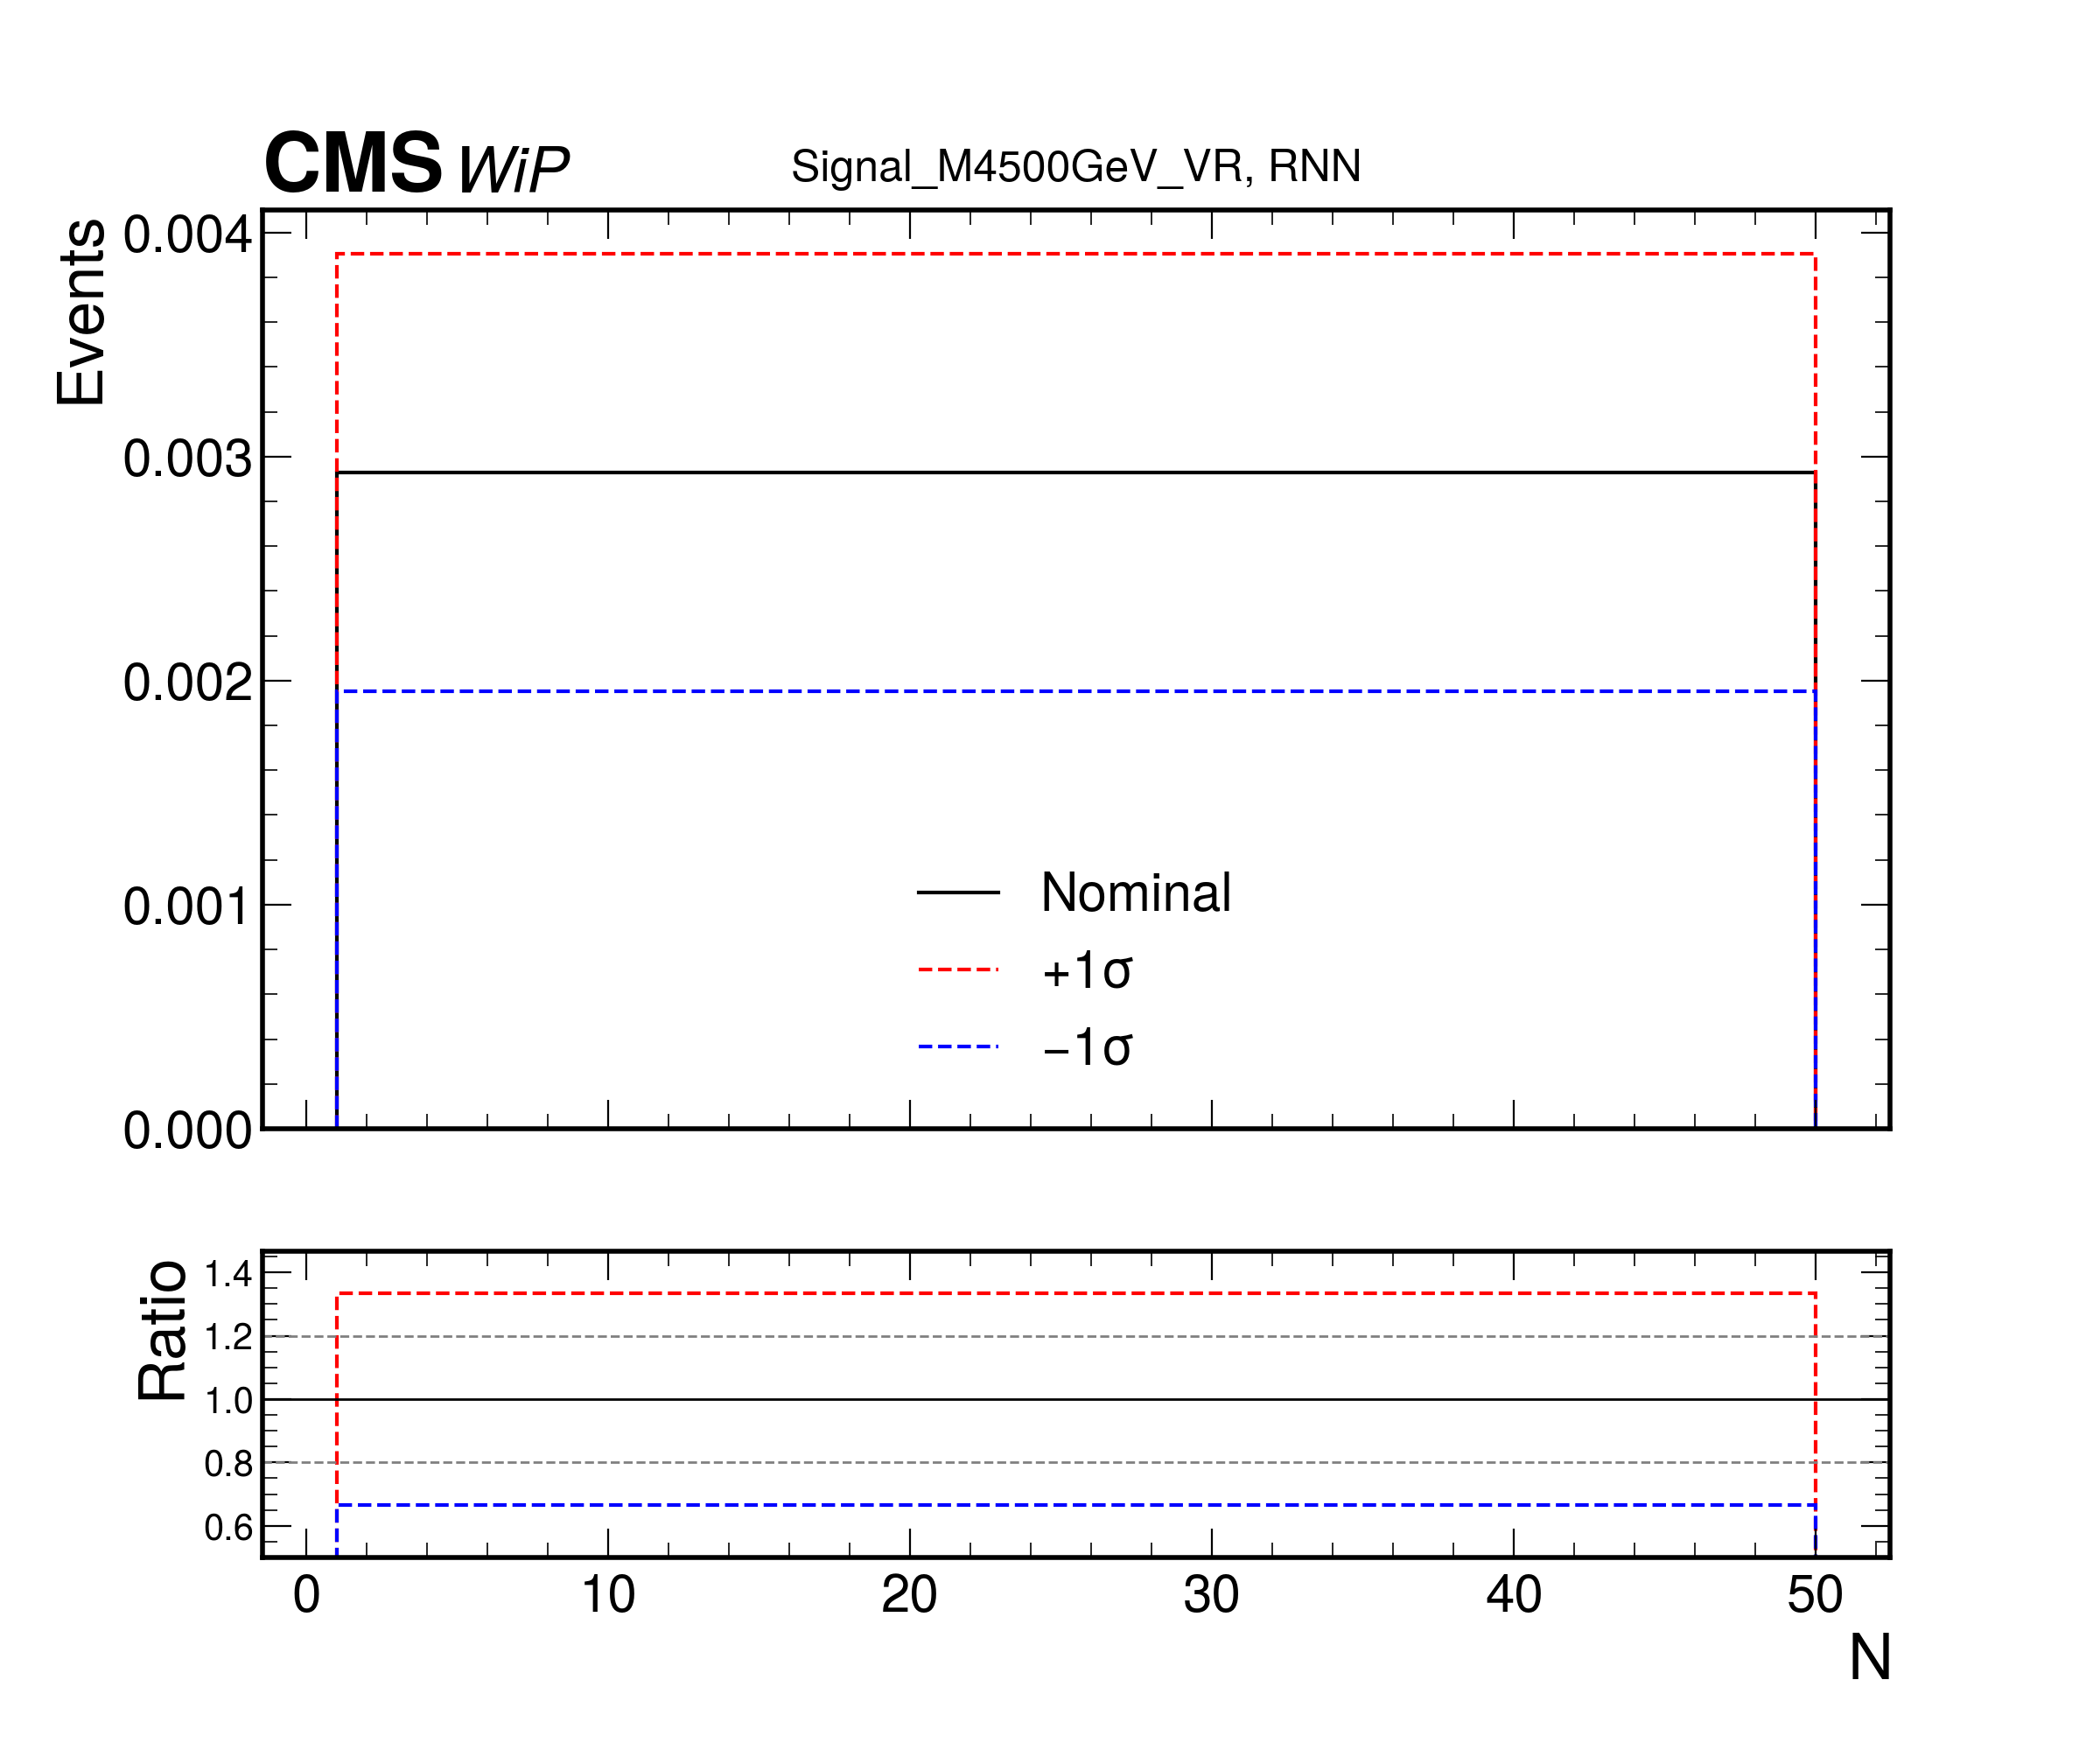 CMS WiP
Signal_M4500GeV_VR, RNN
Events
0.004
0.003
0.002
0.001
0.000
Nominal
+1σ
−1σ
Ratio
1.4
1.2
1.0
0.8
0.6
0 10 20 30 40 50
N